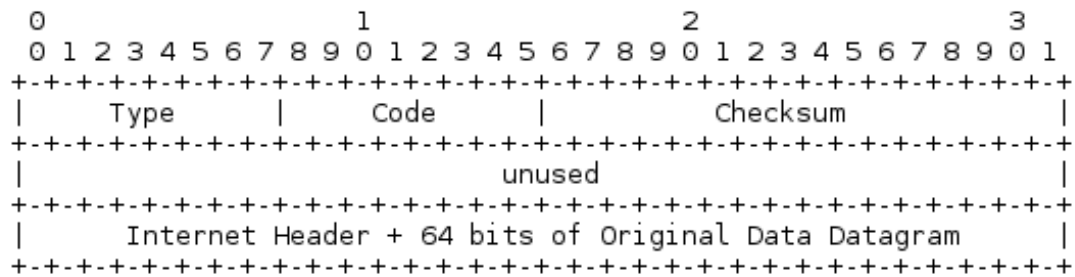 0                   1                   2                   3
 0 1 2 3 4 5 6 7 8 9 0 1 2 3 4 5 6 7 8 9 0 1 2 3 4 5 6 7 8 9 0 1
+-+-+-+-+-+-+-+-+-+-+-+-+-+-+-+-+-+-+-+-+-+-+-+-+-+-+-+-+-+-+-+-+
|     Type      |     Code      |          Checksum             |
+-+-+-+-+-+-+-+-+-+-+-+-+-+-+-+-+-+-+-+-+-+-+-+-+-+-+-+-+-+-+-+-+
|                             unused                            |
+-+-+-+-+-+-+-+-+-+-+-+-+-+-+-+-+-+-+-+-+-+-+-+-+-+-+-+-+-+-+-+-+
|      Internet Header + 64 bits of Original Data Datagram      |
+-+-+-+-+-+-+-+-+-+-+-+-+-+-+-+-+-+-+-+-+-+-+-+-+-+-+-+-+-+-+-+-+